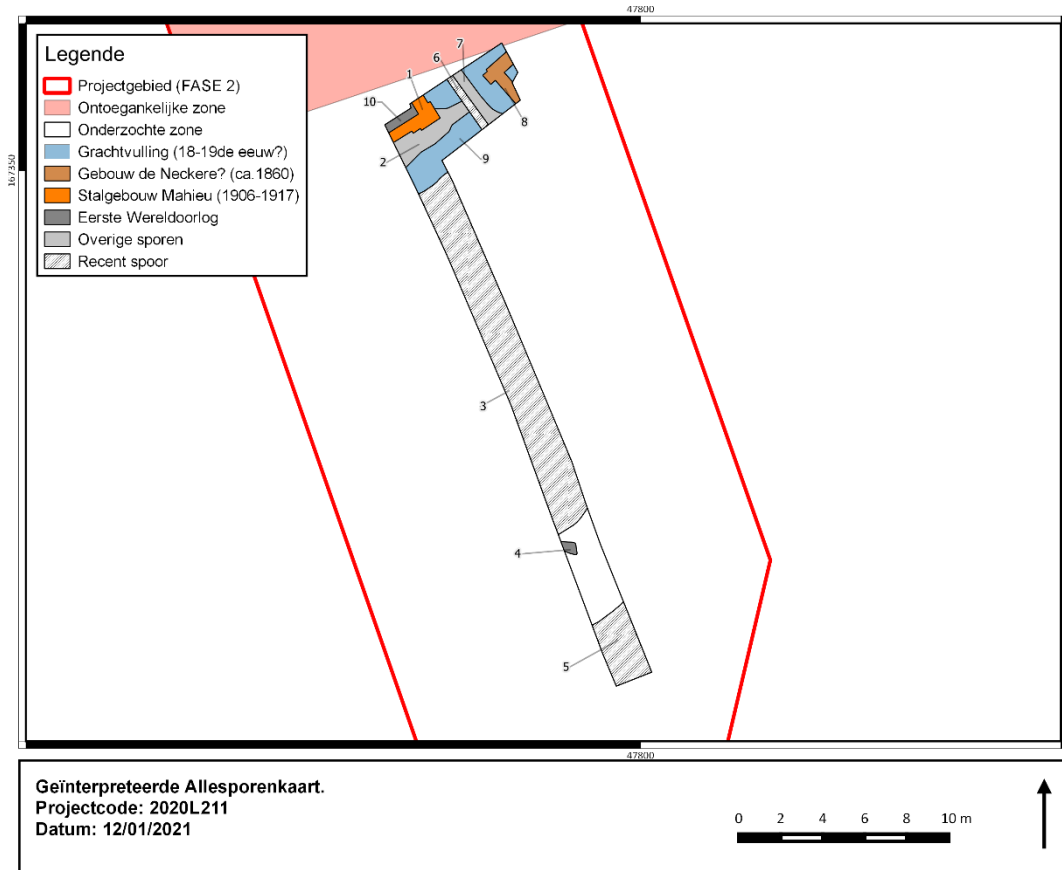 47800
167350
Legende
Projectgebied (FASE 2)
Ontoegankelijke zone
Onderzochte zone
Grachtvulling (18-19de eeuw?)
Gebouw de Neckere? (ca.1860)
Stalgebouw Mahieu (1906-1917)
Eerste Wereldoorlog
Overige sporen
Recent spoor
7
6
1
10
8
2
9
3
4
5
47800
Geïnterpreteerde Allesporenkaart.
Projectcode: 2020L211
Datum: 12/01/2021
0 2 4 6 8 10 m